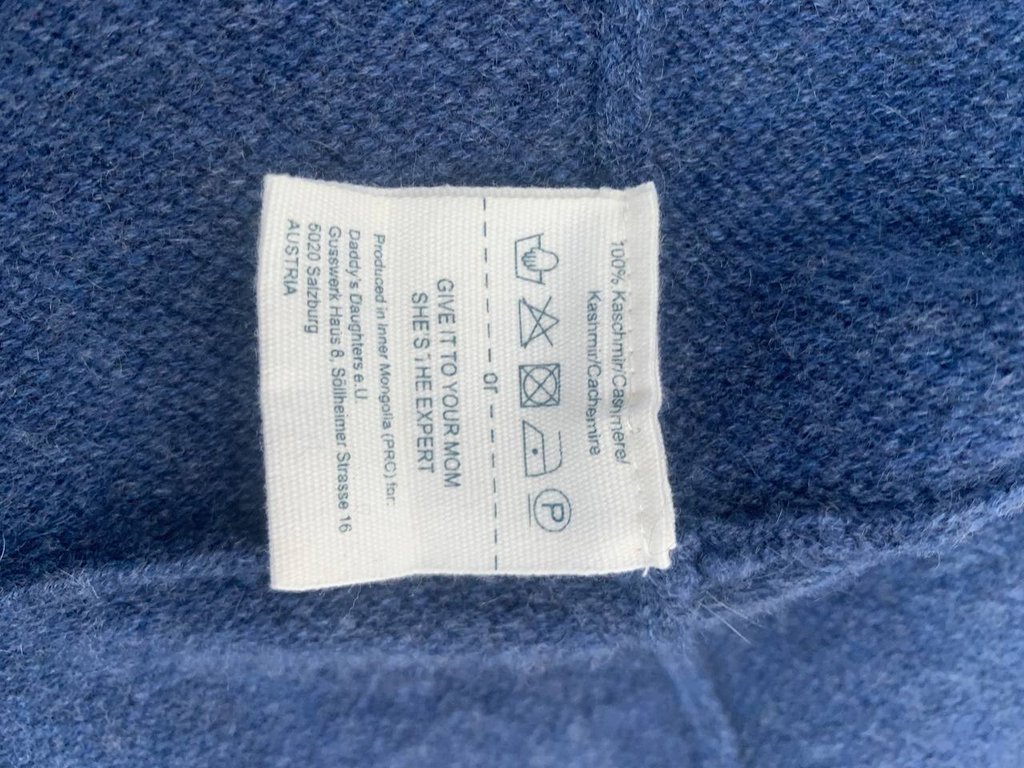 100% Kaschmir/Cashmere/
Kashmir/Cachemire
P
or
GIVE IT TO YOUR MOM
SHE'S THE EXPERT
Produced in Inner Mongolia (PRC) for:
Daddy's Daughters e.U
Gusswerk Haus 6, Söllheimer Strasse 16
5020 Salzburg
AUSTRIA